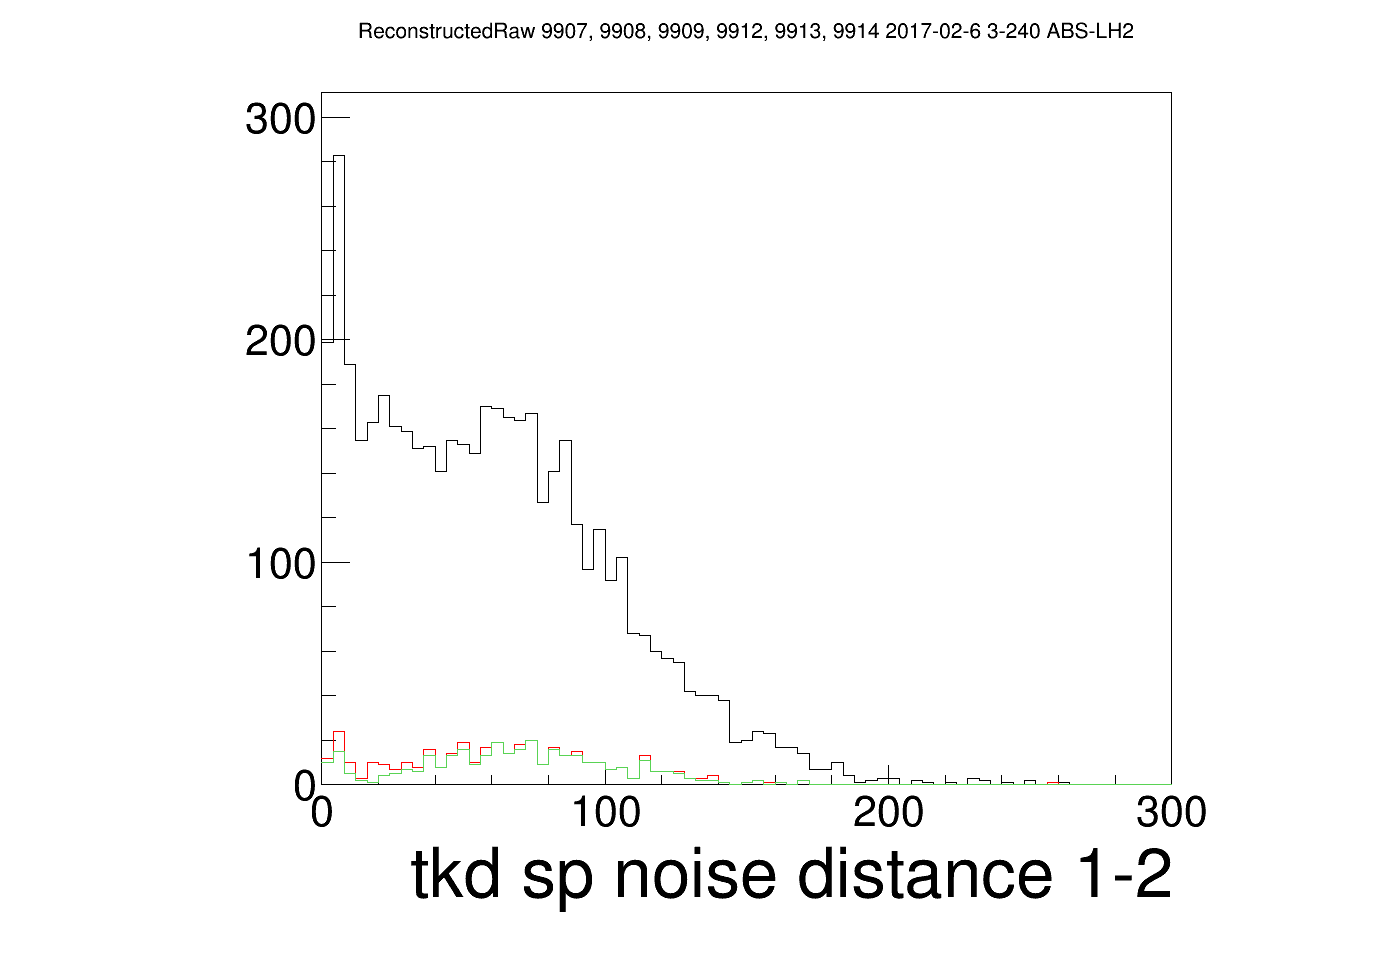 ReconstructedRaw 9907, 9908, 9909, 9912, 9913, 9914 2017-02-6 3-240 ABS-LH2
300
200
100
0
0 100 200 300
tkd sp noise distance 1-2